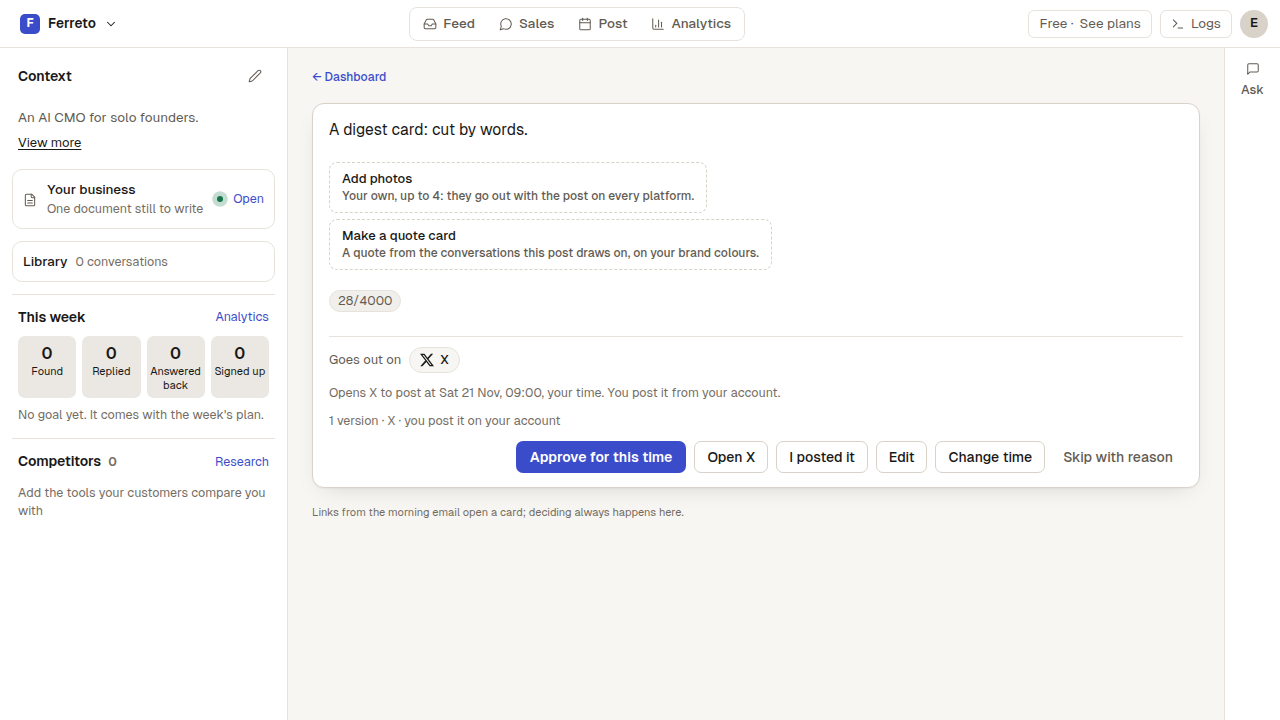 F Ferreto
Feed Sales Post Analytics
Free · See plans
Logs
E
Context
An AI CMO for solo founders.
View more
Your business
One document still to write
Open
Library 0 conversations
This week
Analytics
0 Found
0 Replied
0 Answered back
0 Signed up
No goal yet. It comes with the week's plan.
Competitors 0
Research
Add the tools your customers compare you
with
← Dashboard
A digest card: cut by words.
Add photos
Your own, up to 4: they go out with the post on every platform.
Make a quote card
A quote from the conversations this post draws on, on your brand colours.
28/4000
Goes out on X
Opens X to post at Sat 21 Nov, 09:00, your time. You post it from your account.
1 version · X · you post it on your account
Approve for this time Open X I posted it Edit Change time Skip with reason
Links from the morning email open a card; deciding always happens here.
Ask